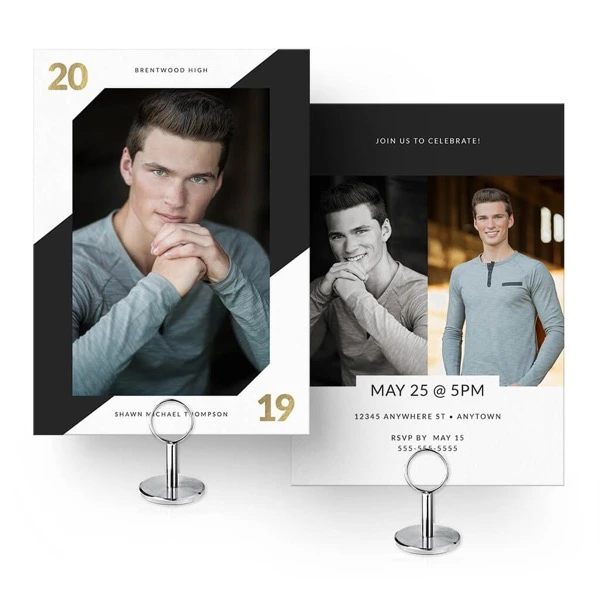 20
BRENTWOOD HIGH
SHAWN MICHAEL THOMPSON
19
JOIN US TO CELEBRATE!
MAY 25 @ 5PM
12345 ANYWHERE ST • ANYTOWN
RSVP BY MAY 15
555-555-5555